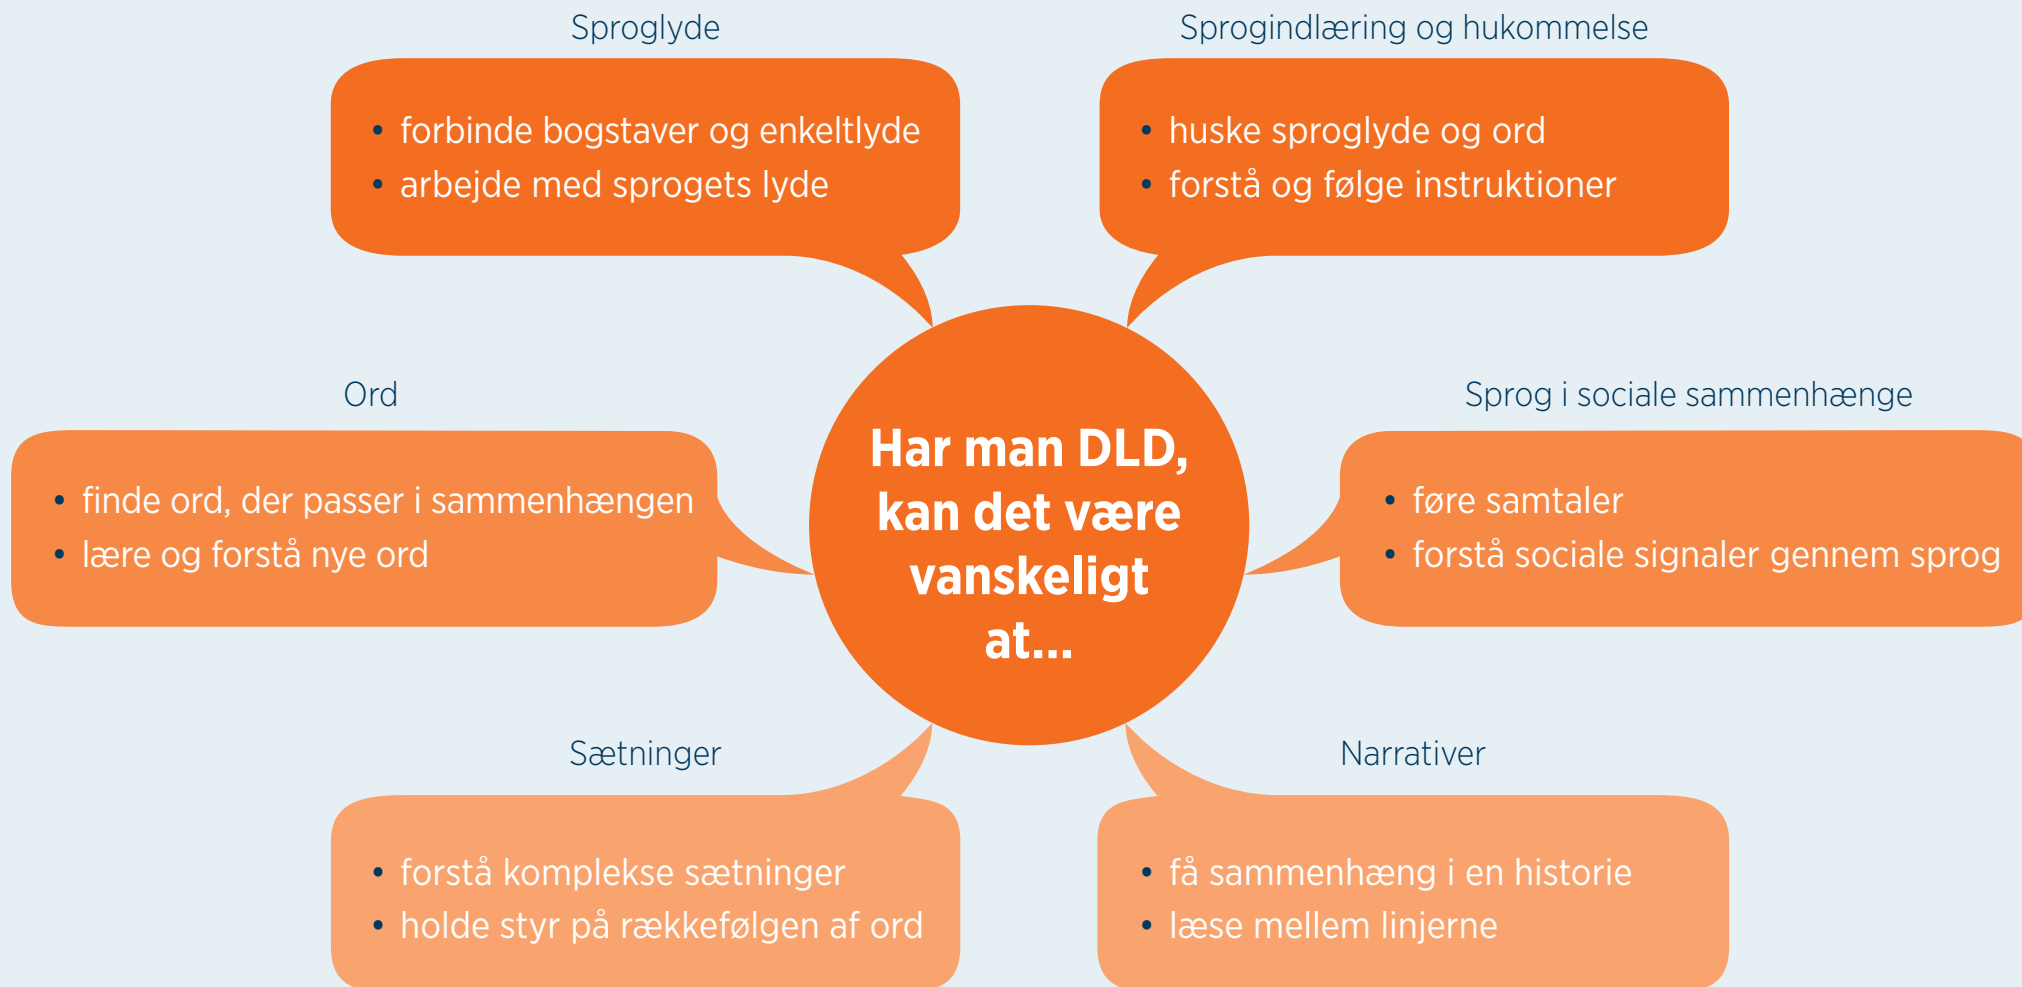 Sproglyde
• forbinde bogstaver og enkeltlyde
• arbejde med sprogets lyde
Sprogindlæring og hukommelse
• huske sproglyde og ord
• forstå og følge instruktioner
Ord
• finde ord, der passer i sammenhængen
• lære og forstå nye ord
Har man DLD,
kan det være
vanskeligt
at...
Sprog i sociale sammenhænge
• føre samtaler
• forstå sociale signaler gennem sprog
Sætninger
• forstå komplekse sætninger
• holde styr på rækkefølgen af ord
Narrativer
• få sammenhæng i en historie
• læse mellem linjerne